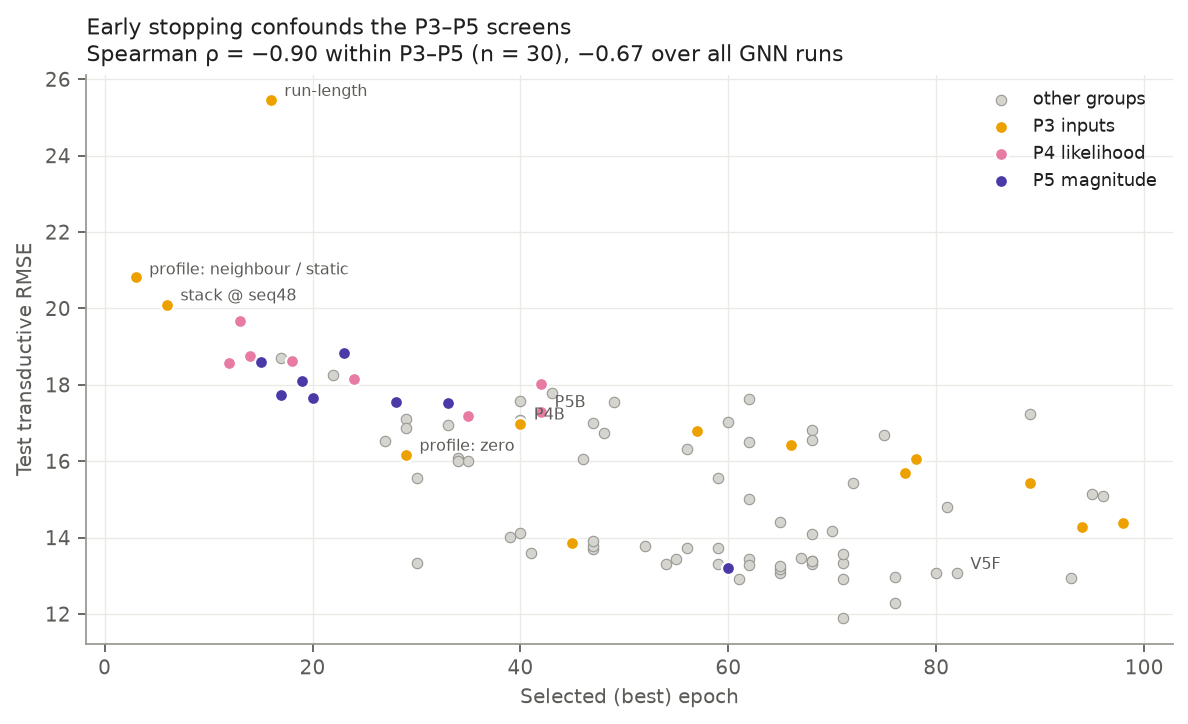 Early stopping confounds the P3–P5 screens
Spearman ρ = −0.90 within P3–P5 (n = 30), −0.67 over all GNN runs
26
24
22
20
18
16
14
12
Test transductive RMSE
run-length
profile: neighbour / static
stack @ seq48
P5B
P4B
profile: zero
V5F
other groups
P3 inputs
P4 likelihood
P5 magnitude
0
20
40
60
80
100
Selected (best) epoch